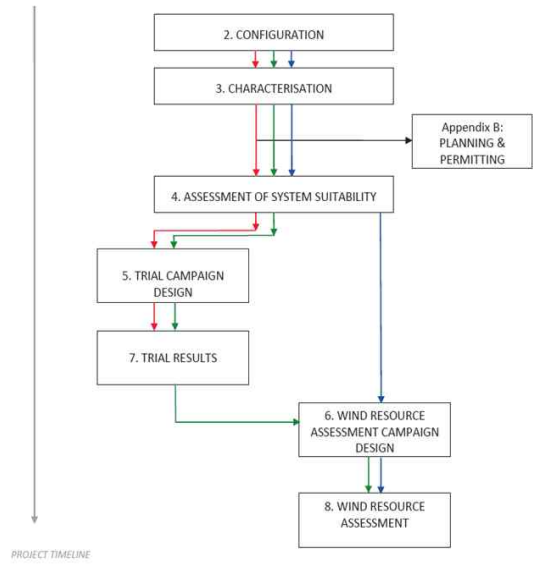 2. CONFIGURATION
3. CHARACTERISATION
Appendix B:
PLANNING &
PERMITTING
4. ASSESSMENT OF SYSTEM SUITABILITY
5. TRIAL CAMPAIGN
DESIGN
7. TRIAL RESULTS
6. WIND RESOURCE
ASSESSMENT CAMPAIGN
DESIGN
8. WIND RESOURCE
ASSESSMENT
PROJECT TIMELINE